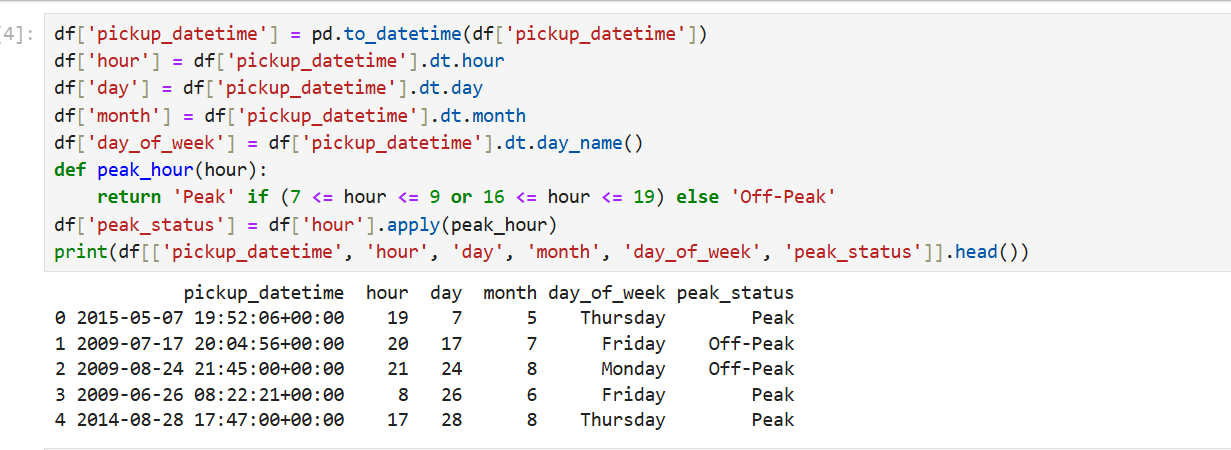 [4]:
df['pickup_datetime'] = pd.to_datetime(df['pickup_datetime'])
df['hour'] = df['pickup_datetime'].dt.hour
df['day'] = df['pickup_datetime'].dt.day
df['month'] = df['pickup_datetime'].dt.month
df['day_of_week'] = df['pickup_datetime'].dt.day_name()
def peak_hour(hour):
    return 'Peak' if (7 <= hour <= 9 or 16 <= hour <= 19) else 'Off-Peak'
df['peak_status'] = df['hour'].apply(peak_hour)
print(df[['pickup_datetime', 'hour', 'day', 'month', 'day_of_week', 'peak_status']].head())
            pickup_datetime  hour  day  month day_of_week peak_status
0 2015-05-07 19:52:06+00:00    19    7      5    Thursday        Peak
1 2009-07-17 20:04:56+00:00    20   17      7      Friday    Off-Peak
2 2009-08-24 21:45:00+00:00    21   24      8      Monday    Off-Peak
3 2009-06-26 08:22:21+00:00     8   26      6      Friday        Peak
4 2014-08-28 17:47:00+00:00    17   28      8    Thursday        Peak